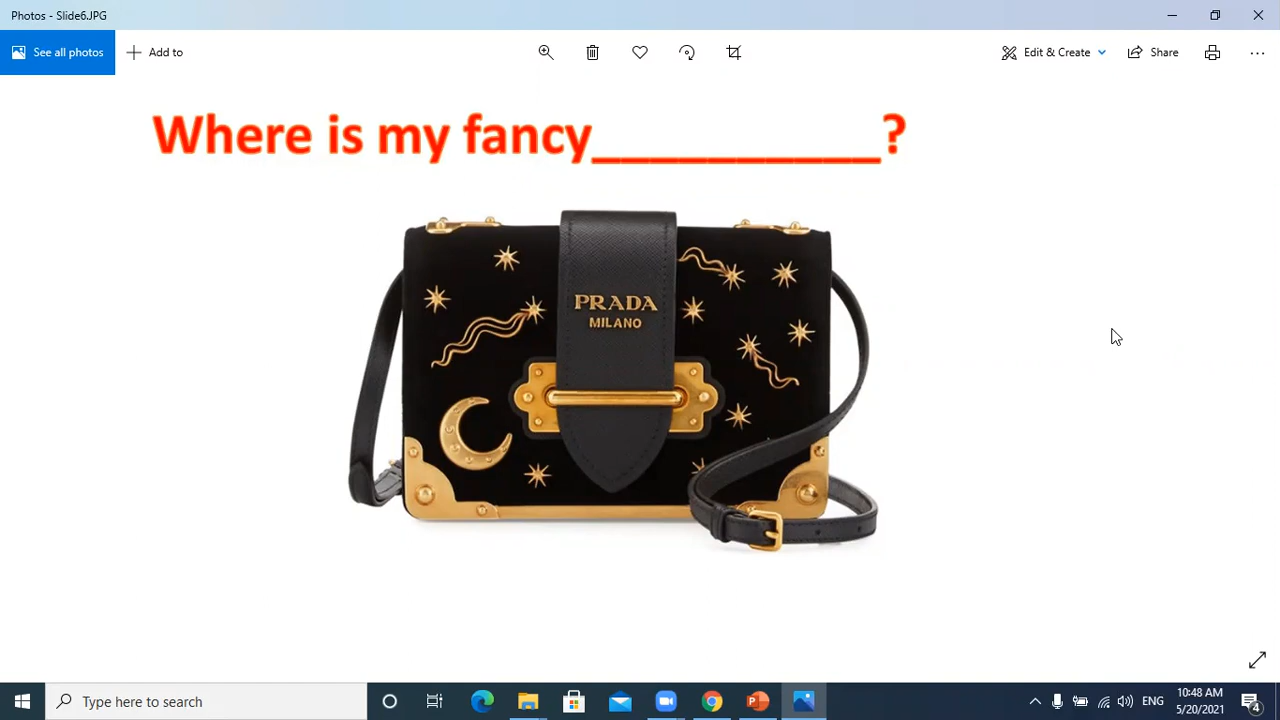 Photos - Slide6.JPG
See all photos
Add to
Edit & Create
Share
Where is my fancy__________?
PRADA
MILANO
Type here to search
ENG
10:48 AM
5/20/2021
4